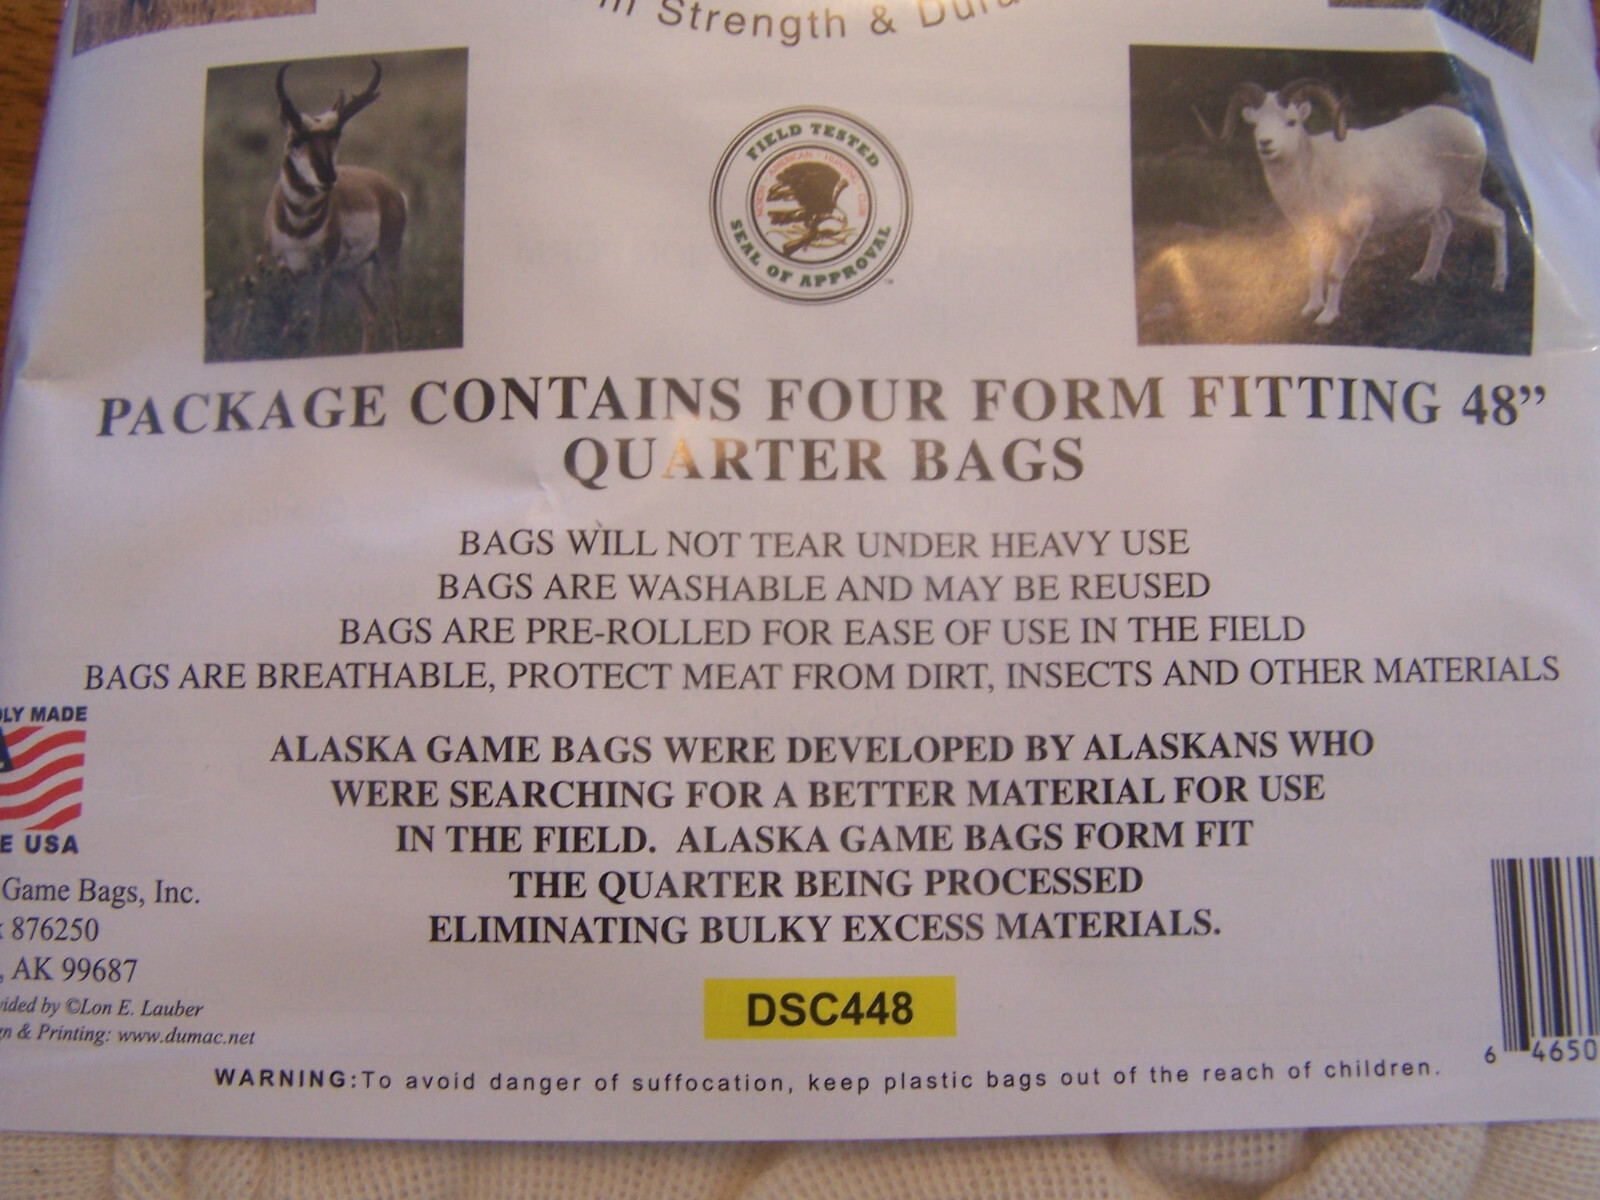 Strength &
FIELD TESTED
NORTH AMERICAN HUNTING CLUB
SEAL OF APPROVAL
™
PACKAGE CONTAINS FOUR FORM FITTING 48”
QUARTER BAGS
BAGS WILL NOT TEAR UNDER HEAVY USE
BAGS ARE WASHABLE AND MAY BE REUSED
BAGS ARE PRE-ROLLED FOR EASE OF USE IN THE FIELD
BAGS ARE BREATHABLE, PROTECT MEAT FROM DIRT, INSECTS AND OTHER MATERIALS
MADE
USA
ALASKA GAME BAGS WERE DEVELOPED BY ALASKANS WHO
WERE SEARCHING FOR A BETTER MATERIAL FOR USE
IN THE FIELD. ALASKA GAME BAGS FORM FIT
THE QUARTER BEING PROCESSED
ELIMINATING BULKY EXCESS MATERIALS.
Game Bags, Inc.
876250
, AK 99687
by ©Lon E. Lauber
& Printing: www.dumac.net
DSC448
6 4650
WARNING:To avoid danger of suffocation, keep plastic bags out of the reach of children.